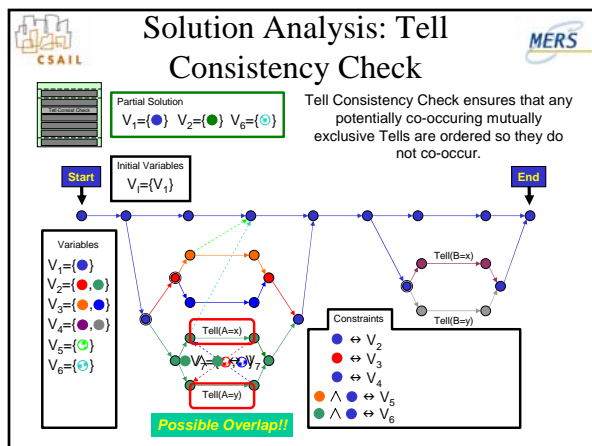 Solution Analysis: Tell
Consistency Check
CSAIL
MERS
Tell Consist Check
Partial Solution
V1={ } V2={ } V6={ }
Tell Consistency Check ensures that any
potentially co-occuring mutually
exclusive Tells are ordered so they do
not co-occur.
Start
Initial Variables
VI={V1}
End
Variables
V1={ }
V2={ , }
V3={ , }
V4={ , }
V5={ }
V6={ }
Tell(B=x)
Tell(B=y)
Tell(A=x)
Tell(A=y)
Possible Overlap!!
Constraints
↔ V2
↔ V3
↔ V4
∧ ↔ V5
∧ ↔ V6